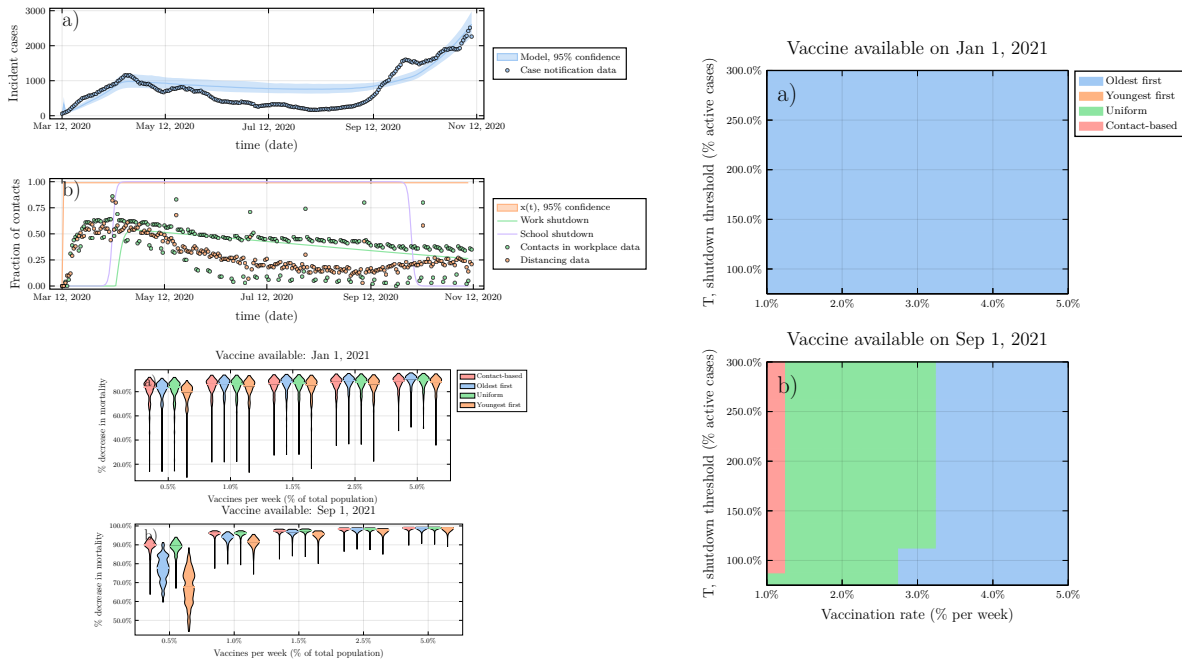 a)
3000
2000
1000
0
Incident cases
Mar 12, 2020
May 12, 2020
Jul 12, 2020
Sep 12, 2020
Nov 12, 2020
time (date)
Model, 95% confidence
Case notification data
b)
1.00
0.75
0.50
0.25
0.00
Fraction of contacts
Mar 12, 2020
May 12, 2020
Jul 12, 2020
Sep 12, 2020
Nov 12, 2020
time (date)
x(t), 95% confidence
Work shutdown
School shutdown
Contacts in workplace data
Distancing data
Vaccine available: Jan 1, 2021
80.0%
60.0%
40.0%
20.0%
% decrease in mortality
0.5%
1.0%
1.5%
2.5%
5.0%
Vaccines per week (% of total population)
Contact-based
Oldest first
Uniform
Youngest first
Vaccine available: Sep 1, 2021
100.0%
90.0%
80.0%
70.0%
60.0%
50.0%
% decrease in mortality
0.5%
1.0%
1.5%
2.5%
5.0%
Vaccines per week (% of total population)
Vaccine available on Jan 1, 2021
a)
300.0%
250.0%
200.0%
150.0%
100.0%
T, shutdown threshold (% active cases)
1.0%
2.0%
3.0%
4.0%
5.0%
Oldest first
Youngest first
Uniform
Contact-based
Vaccine available on Sep 1, 2021
b)
300.0%
250.0%
200.0%
150.0%
100.0%
T, shutdown threshold (% active cases)
1.0%
2.0%
3.0%
4.0%
5.0%
Vaccination rate (% per week)